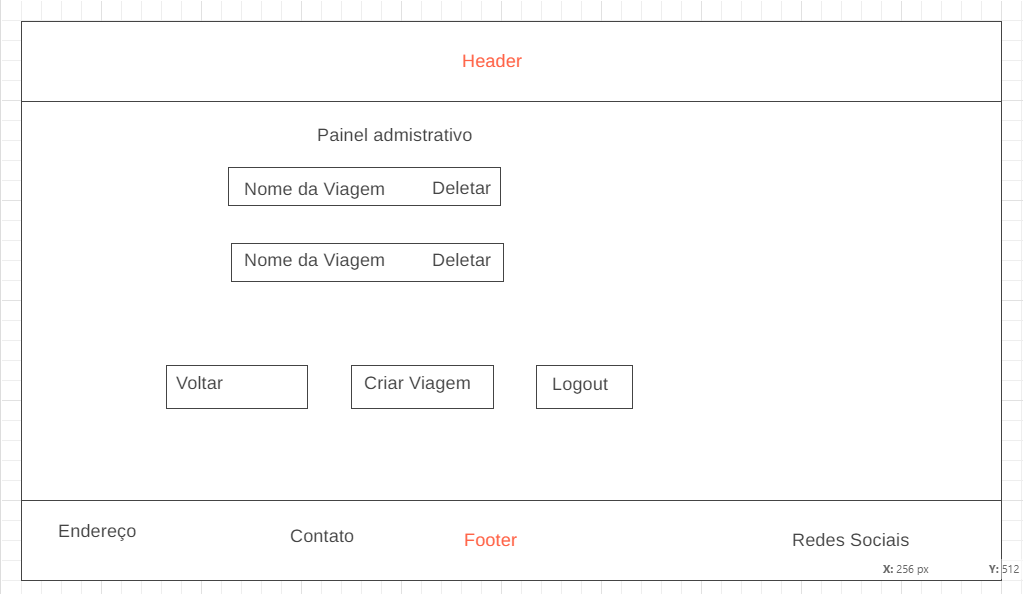 Header
Painel admistrativo
Nome da Viagem Deletar
Nome da Viagem Deletar
Voltar Criar Viagem Logout
Endereço Contato Footer Redes Sociais
X: 256 px Y: 512